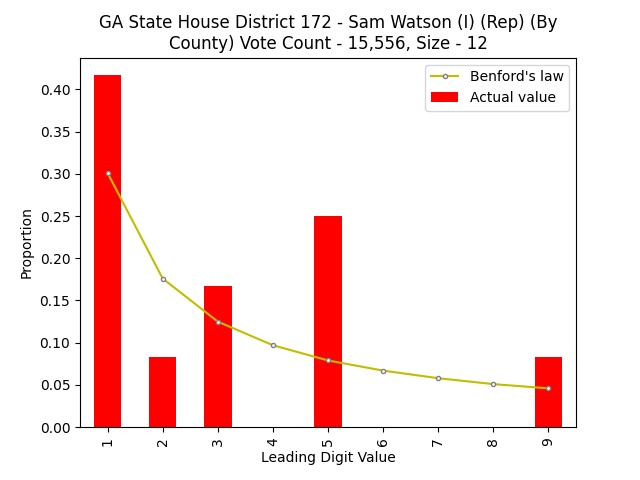 GA State House District 172 - Sam Watson (I) (Rep) (By
County) Vote Count - 15,556, Size - 12
Benford's law
Actual value
0.40
0.35
0.30
0.25
0.20
0.15
0.10
0.05
0.00
Proportion
1 2 3 4 5 6 7 8 9
Leading Digit Value